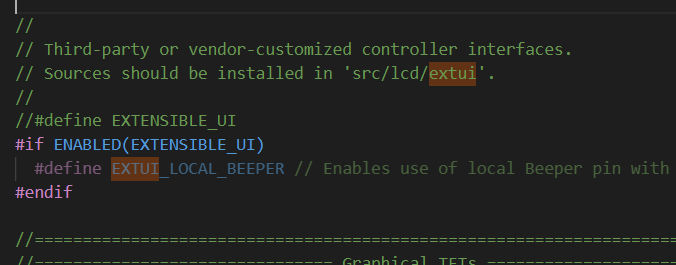 //
// Third-party or vendor-customized controller interfaces.
// Sources should be installed in 'src/lcd/extui'.
//
//#define EXTENSIBLE_UI
#if ENABLED(EXTENSIBLE_UI)
  #define EXTUI_LOCAL_BEEPER // Enables use of local Beeper pin with
#endif
//===================================================================
//=============================== Graphical TFTs ====================